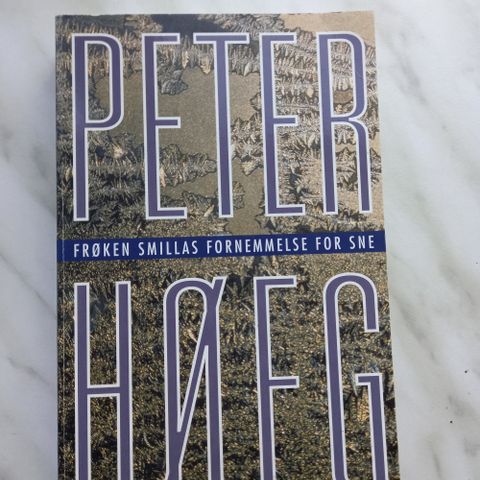 PETER
FRØKEN SMILLAS FORNEMMELSE FOR SNE
HØEG